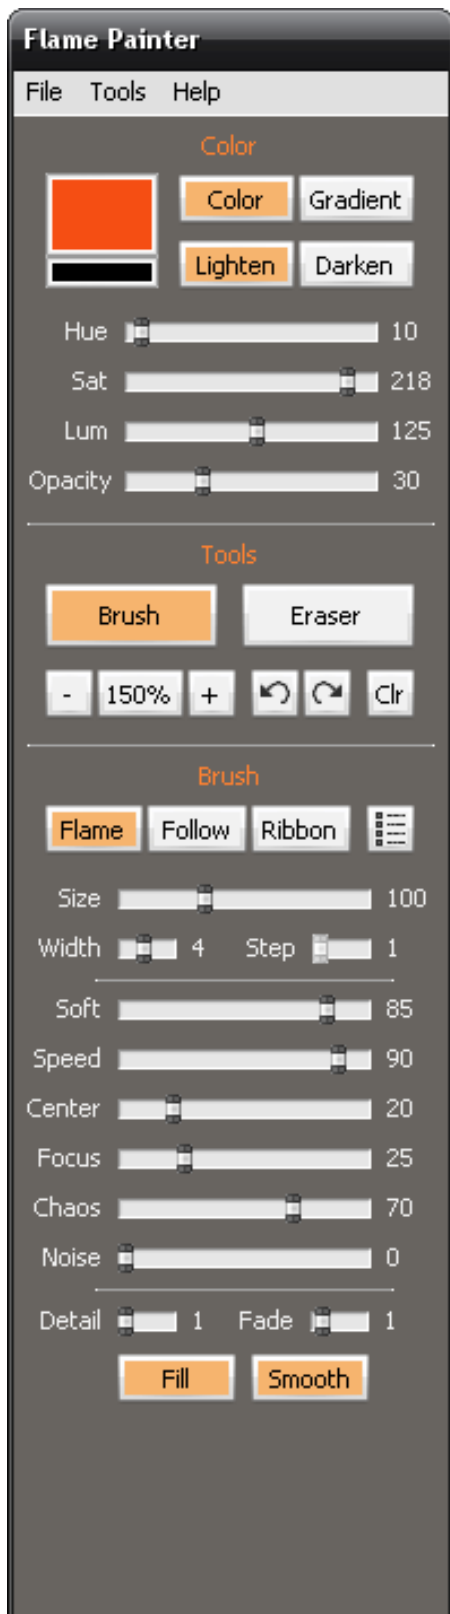 Flame Painter
File Tools Help
Color
Color Gradient
Lighten Darken
Hue 10
Sat 218
Lum 125
Opacity 30
Tools
Brush Eraser
- 150% + Clr
Brush
Flame Follow Ribbon
Size 100
Width 4 Step 1
Soft 85
Speed 90
Center 20
Focus 25
Chaos 70
Noise 0
Detail 1 Fade 1
Fill Smooth